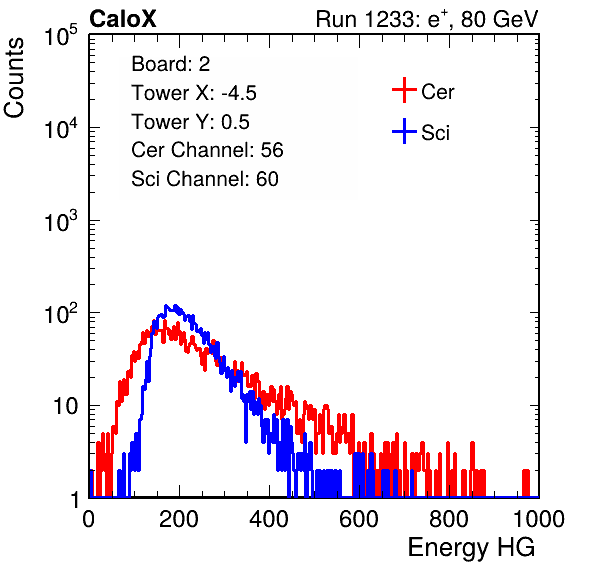 CaloX Run 1233: e⁺, 80 GeV
Counts
Board: 2
Tower X: -4.5
Tower Y: 0.5
Cer Channel: 56
Sci Channel: 60
Cer
Sci
10⁵
10⁴
10³
10²
10
1
0 200 400 600 800 1000
Energy HG